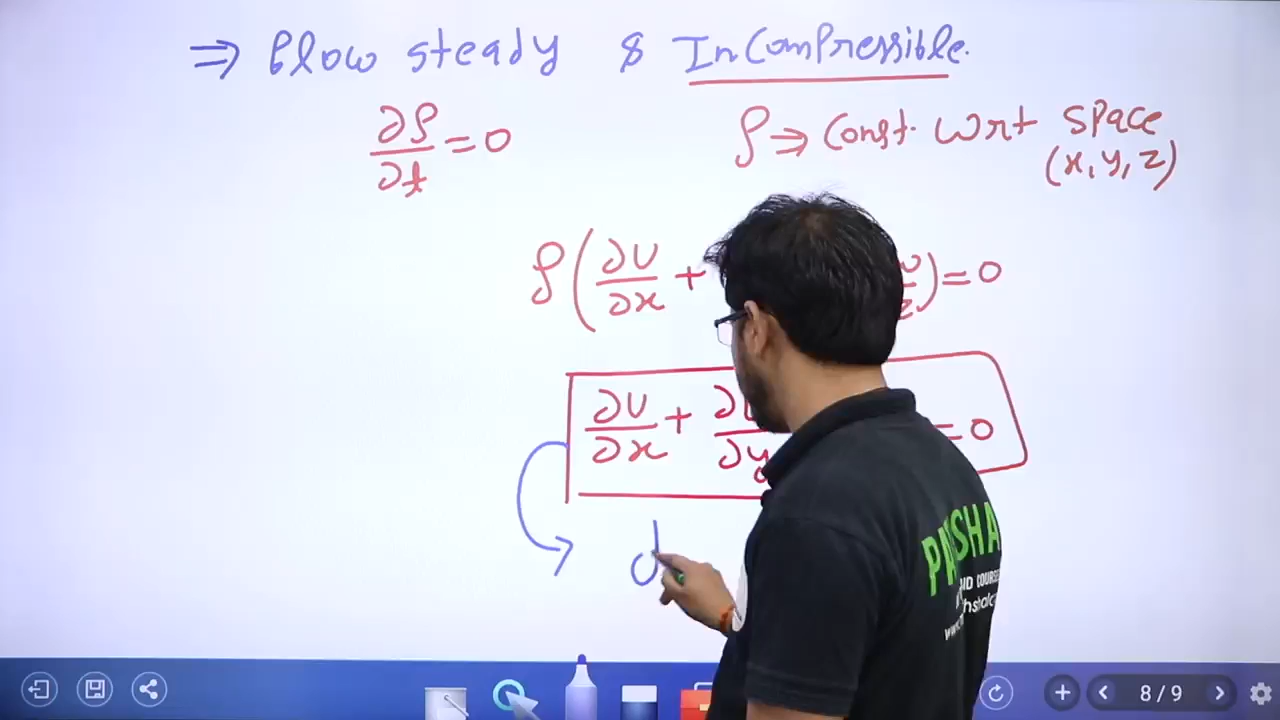 ⇒ flow steady & InComPressible.
∂ρ/∂t = 0
ρ ⇒ Const. wrt space
(x, y, z)
ρ(∂u/∂x +
) = 0
∂u/∂x + ∂
∂y
= 0
d
8 / 9